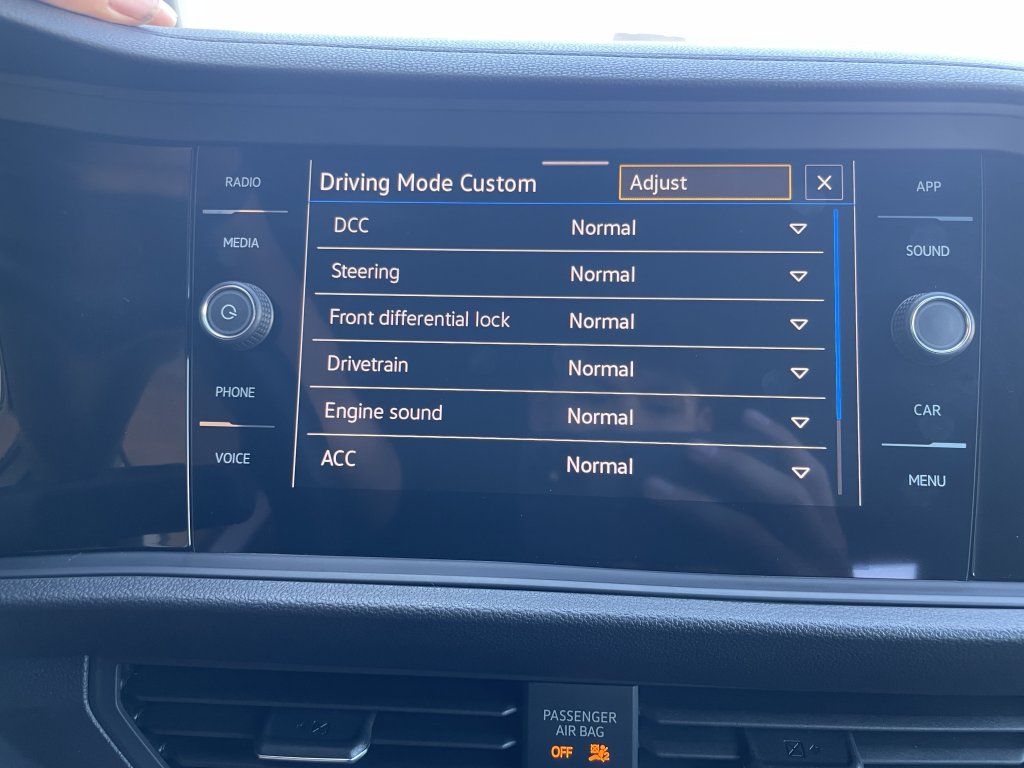 RADIO
MEDIA
PHONE
VOICE
Driving Mode Custom Adjust
DCC Normal
Steering Normal
Front differential lock Normal
Drivetrain Normal
Engine sound Normal
ACC Normal
APP
SOUND
CAR
MENU
PASSENGER
AIR BAG
OFF